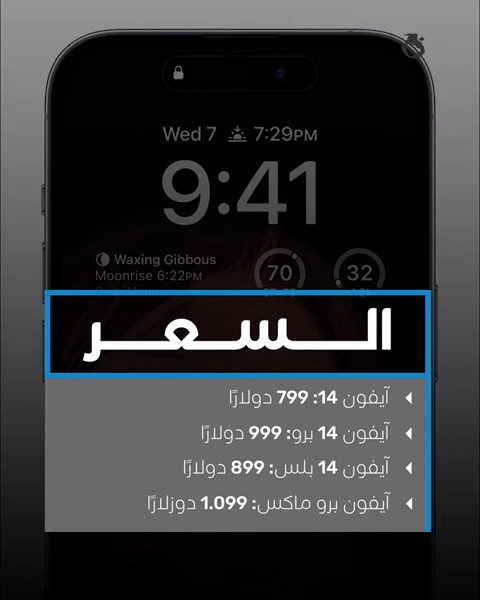 Wed 7 7:29PM
9:41
Waxing Gibbous
Moonrise 6:22PM
70
32
الـسـعـر
آيفون 14: 799 دولارًا
آيفون 14 برو: 999 دولارًا
آيفون 14 بلس: 899 دولارًا
آيفون برو ماكس: 1.099 دوزلارًا